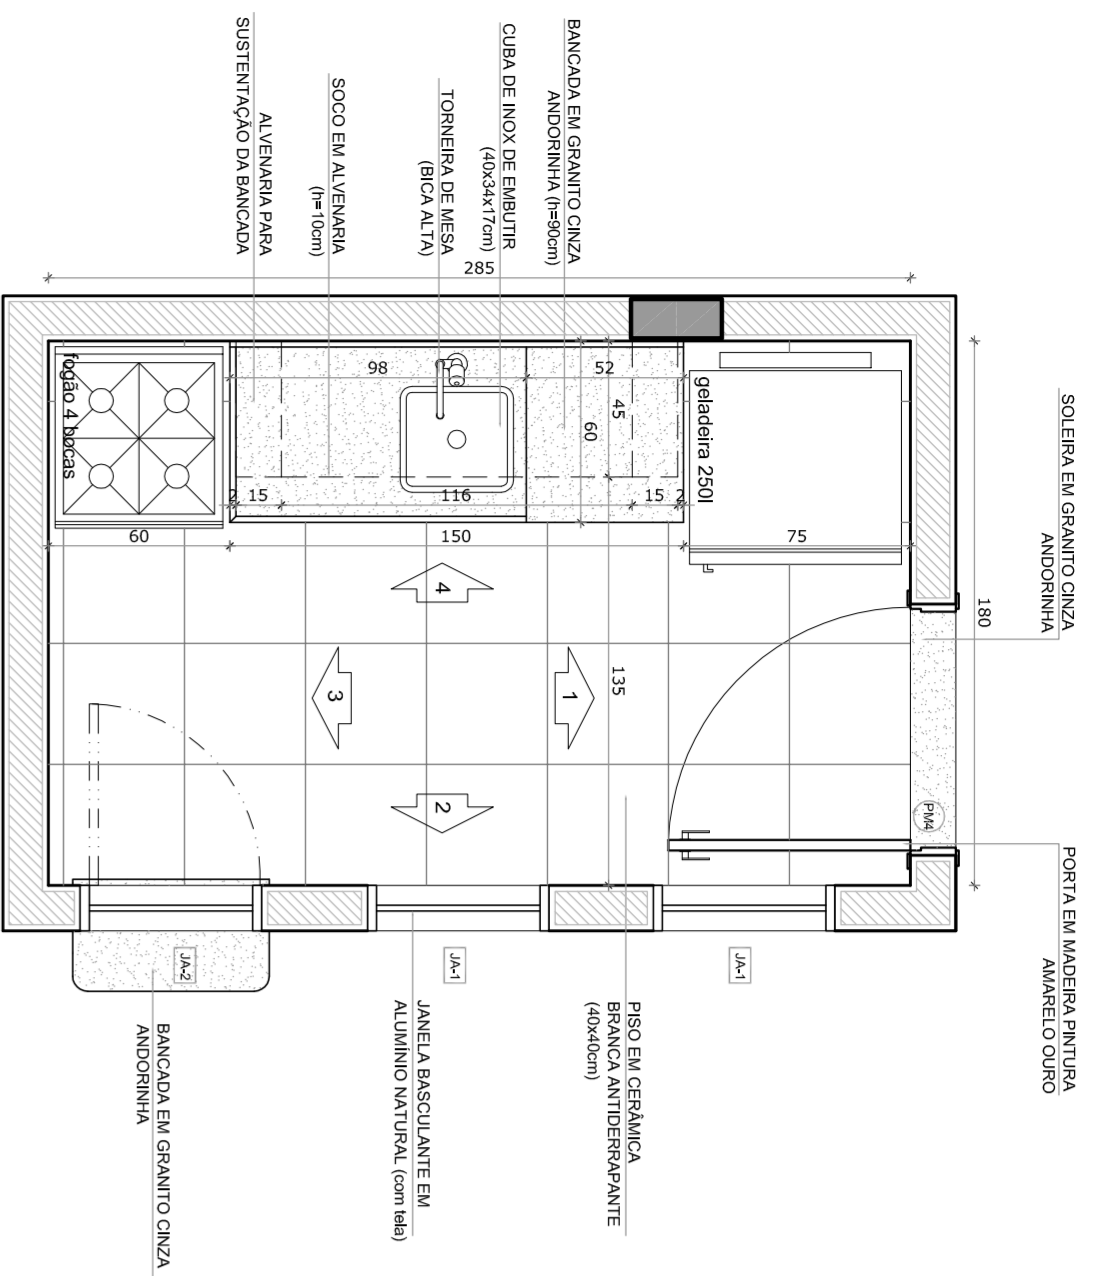 SUSTENTAÇÃO DA BANCADA
ALVENARIA PARA
SOCO EM ALVENARIA
(h=10cm)
TORNEIRA DE MESA
(BICA ALTA)
CUBA DE INOX DE EMBUTIR
(40x34x17cm)
BANCADA EM GRANITO CINZA
ANDORINHA (h=90cm)
SOLEIRA EM GRANITO CINZA
ANDORINHA
PORTA EM MADEIRA PINTURA
AMARELO OURO
285
180
98
52
45
60
2
15
116
15
2
60
150
75
135
fogão 4 bocas
geladeira 250l
4
3
1
2
PM4
JA-2
JA-1
JA-1
BANCADA EM GRANITO CINZA
ANDORINHA
JANELA BASCULANTE EM
ALUMÍNIO NATURAL (com tela)
PISO EM CERÂMICA
BRANCA ANTIDERRAPANTE
(40x40cm)